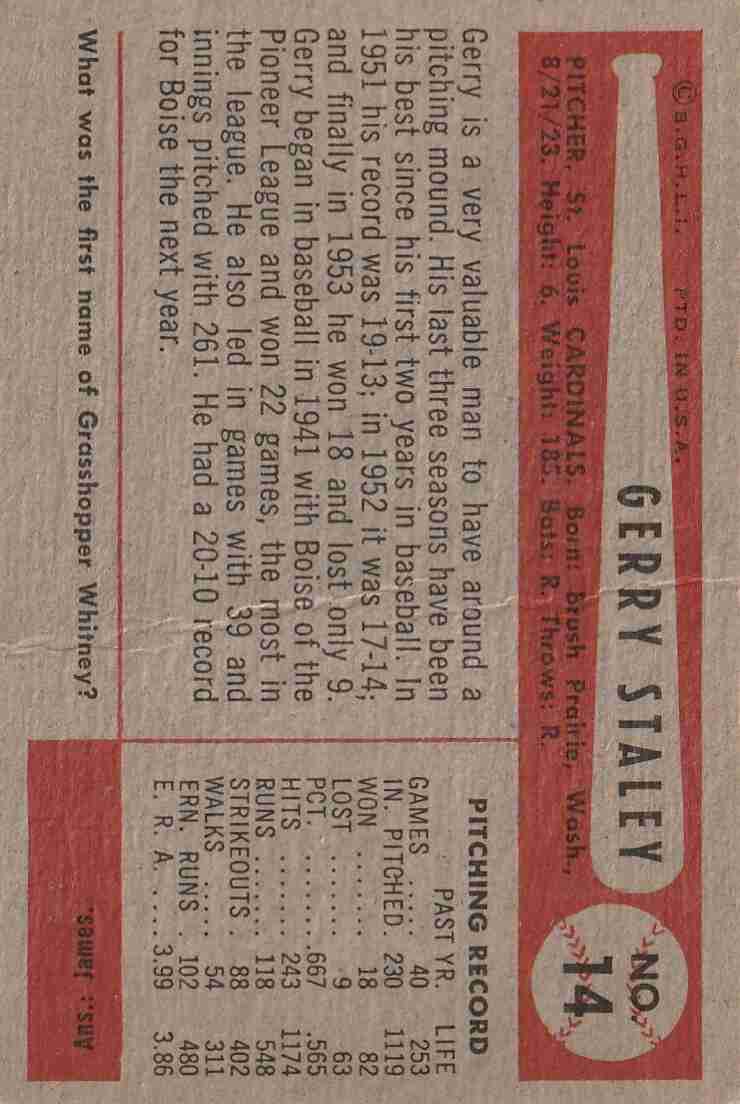 © B.G.H.L.I. PTD. IN U.S.A.
GERRY STALEY
NO.
14
PITCHER, St. Louis CARDINALS. Born: Brush Prairie, Wash.,
8/21/23. Height: 6. Weight: 185. Bats: R. Throws: R.
Gerry is a very valuable man to have around a
pitching mound. His last three seasons have been
his best since his first two years in baseball. In
1951 his record was 19-13; in 1952 it was 17-14;
and finally in 1953 he won 18 and lost only 9.
Gerry began in baseball in 1941 with Boise of the
Pioneer League and won 22 games, the most in
the league. He also led in games with 39 and
innings pitched with 261. He had a 20-10 record
for Boise the next year.
PITCHING RECORD
PAST YR. LIFE
GAMES ..... 40 253
IN. PITCHED. 230 1119
WON ........ 18 82
LOST ....... 9 63
PCT. ....... .667 .565
HITS ....... 243 1174
RUNS ....... 118 548
STRIKEOUTS . 88 402
WALKS ..... 54 311
ERN. RUNS . 102 480
E. R. A. .... 3.99 3.86
What was the first name of Grasshopper Whitney?
Ans.: James.